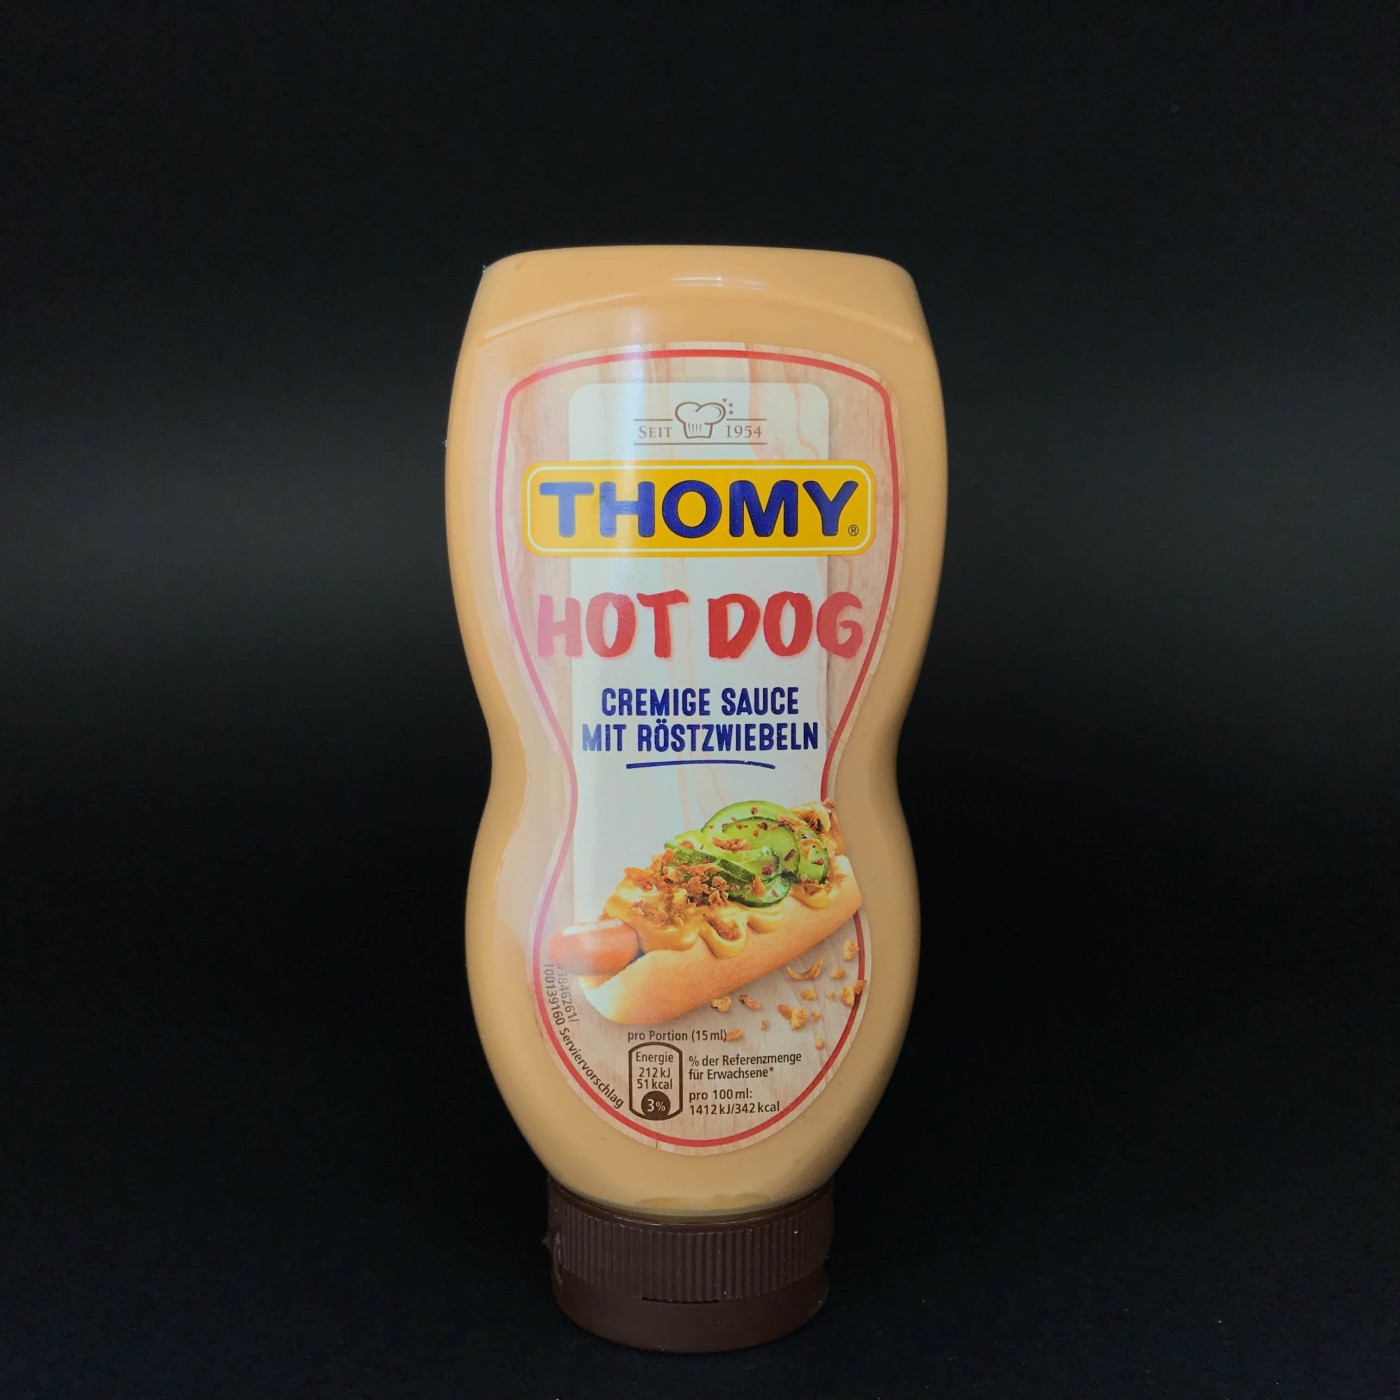 SEIT 1954
THOMY®
HOT DOG
CREMIGE SAUCE
MIT RÖSTZWIEBELN
100139160 Serviervorschlag
pro Portion (15 ml)
Energie
212 kJ
51 kcal
3%
% der Referenzmenge
für Erwachsene*
pro 100 ml:
1412 kJ/342 kcal